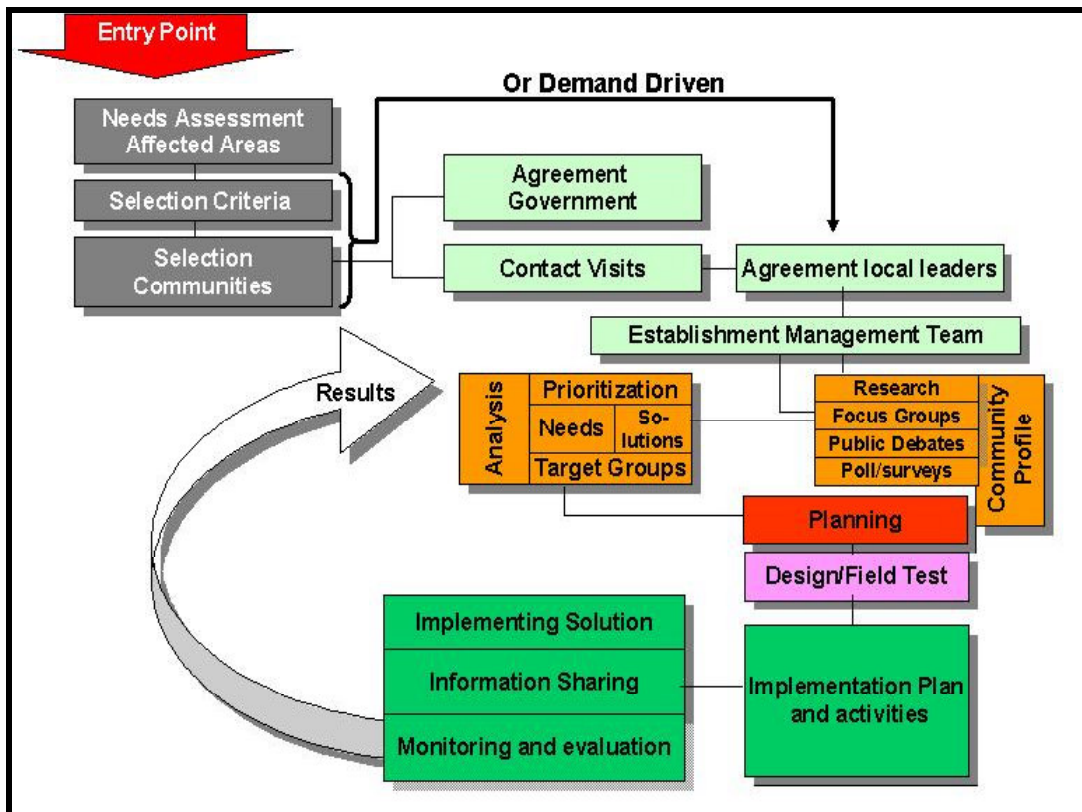 Entry Point
Or Demand Driven
Needs Assessment
Affected Areas
Selection Criteria
Selection
Communities
Agreement
Government
Contact Visits
Agreement local leaders
Establishment Management Team
Results
Analysis
Prioritization
Needs
So-
lutions
Target Groups
Research
Focus Groups
Public Debates
Poll/surveys
Community
Profile
Planning
Design/Field Test
Implementing Solution
Information Sharing
Monitoring and evaluation
Implementation Plan
and activities